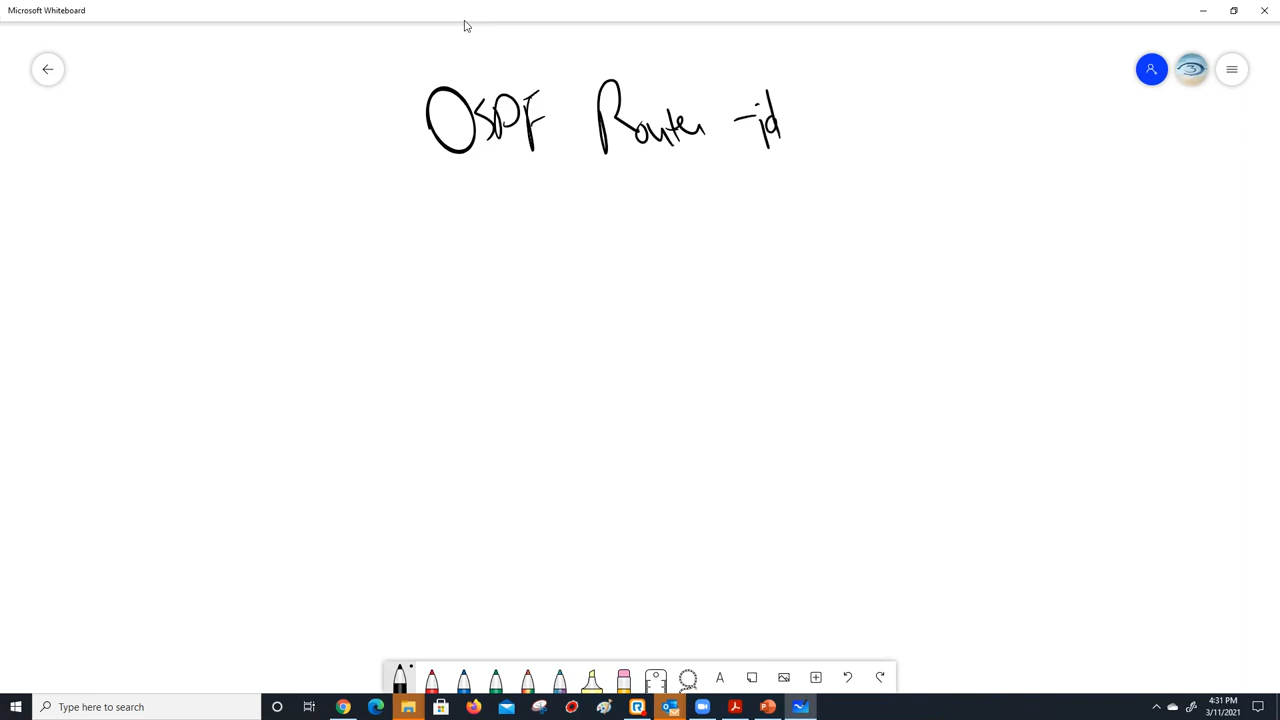 Microsoft Whiteboard
OSPF Router -id
A
Type here to search
4:31 PM
3/11/2021